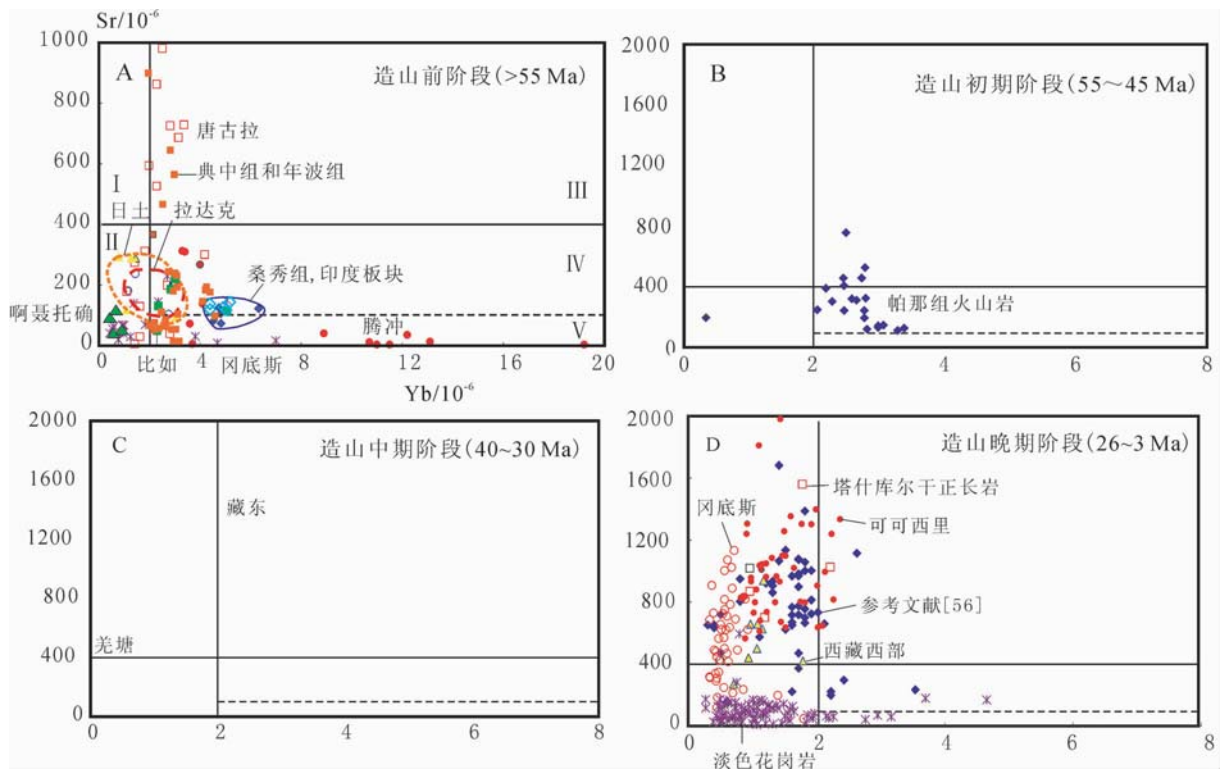 Sr/10⁻⁶
1000
800
600
400
200
0
A
造山前阶段(>55 Ma)
唐古拉
典中组和年波组
I
III
日土
拉达克
II
IV
桑秀组,印度板块
啊聂托确
腾冲
V
0
比如
4
冈底斯
8
12
16
20
Yb/10⁻⁶
2000
1600
1200
800
400
0
B
造山初期阶段(55～45 Ma)
帕那组火山岩
0
2
4
6
8
2000
1600
1200
800
400
0
C
造山中期阶段(40~30 Ma)
藏东
羌塘
0
2
4
6
8
2000
1600
1200
800
400
0
D
造山晚期阶段(26~3 Ma)
塔什库尔干正长岩
冈底斯
可可西里
参考文献[56]
西藏西部
0
2
4
6
8
淡色花岗岩